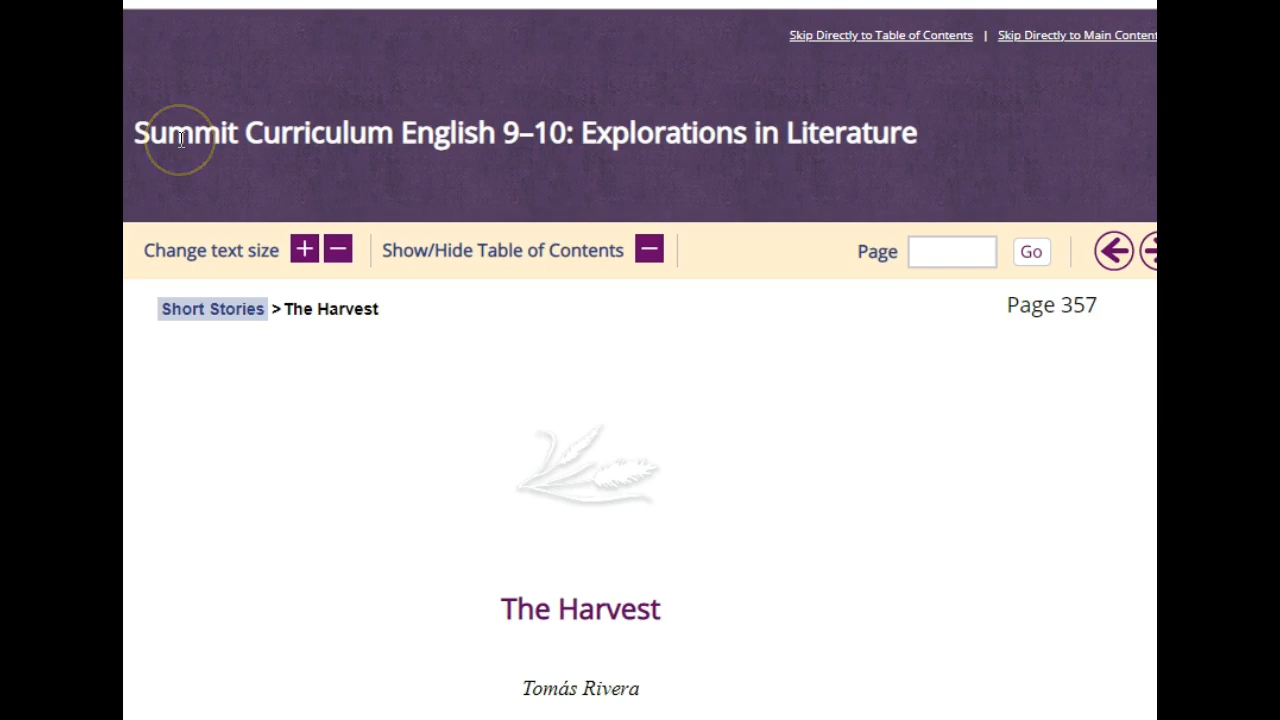 Skip Directly to Table of Contents | Skip Directly to Main Content
Summit Curriculum English 9–10: Explorations in Literature
Change text size + − Show/Hide Table of Contents − Page Go
Short Stories > The Harvest Page 357
The Harvest
Tomás Rivera